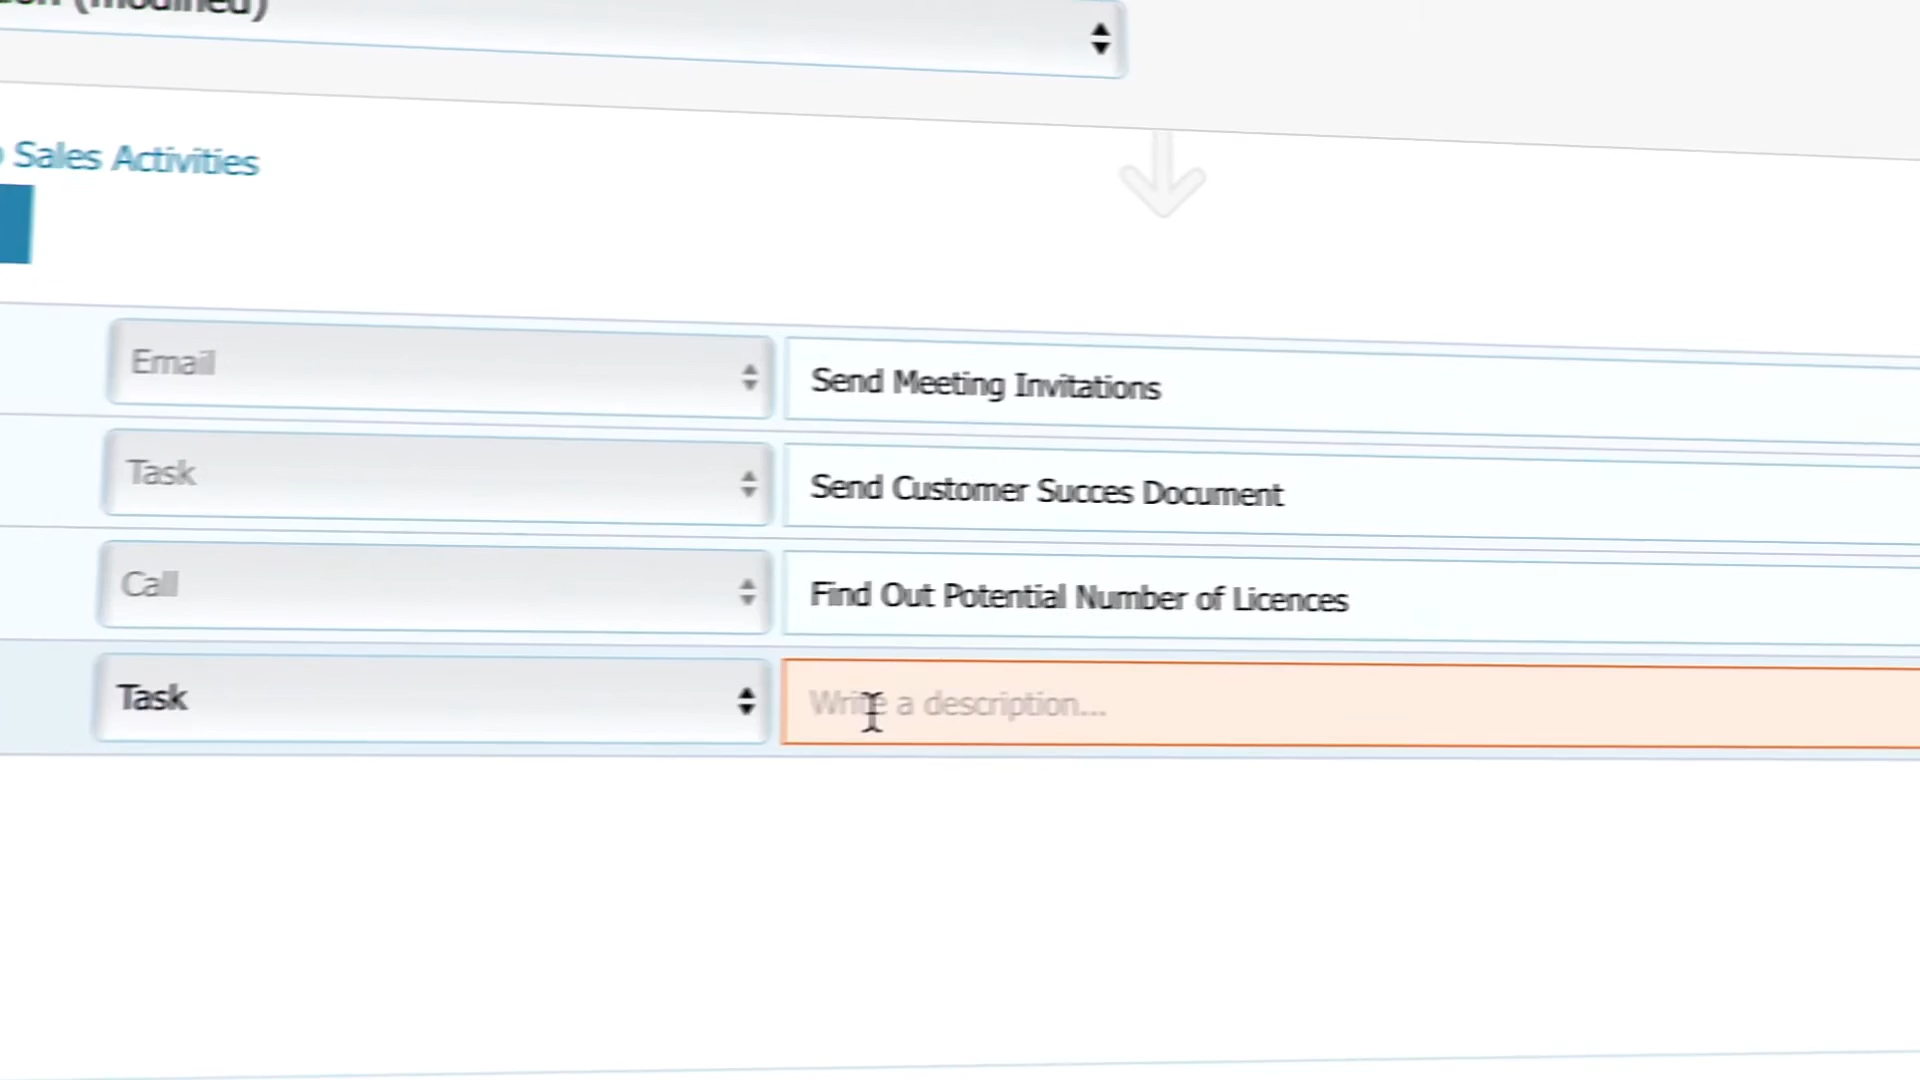 (modified)
Sales Activities
Email
Send Meeting Invitations
Task
Send Customer Succes Document
Call
Find Out Potential Number of Licences
Task
Write a description...